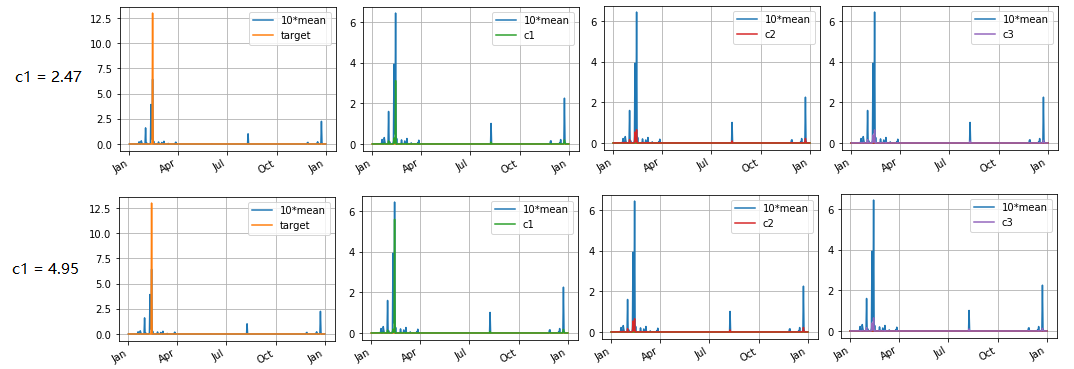 12.5
10.0
7.5
5.0
2.5
0.0
10*mean
target
Jan
Apr
Jul
Oct
Jan
6
4
2
0
10*mean
c1
Jan
Apr
Jul
Oct
Jan
6
4
2
0
10*mean
c2
Jan
Apr
Jul
Oct
Jan
6
4
2
0
10*mean
c3
Jan
Apr
Jul
Oct
Jan
c1 = 2.47
12.5
10.0
7.5
5.0
2.5
0.0
10*mean
target
Jan
Apr
Jul
Oct
Jan
6
4
2
0
10*mean
c1
Jan
Apr
Jul
Oct
Jan
6
4
2
0
10*mean
c2
Jan
Apr
Jul
Oct
Jan
6
4
2
0
10*mean
c3
Jan
Apr
Jul
Oct
Jan
c1 = 4.95